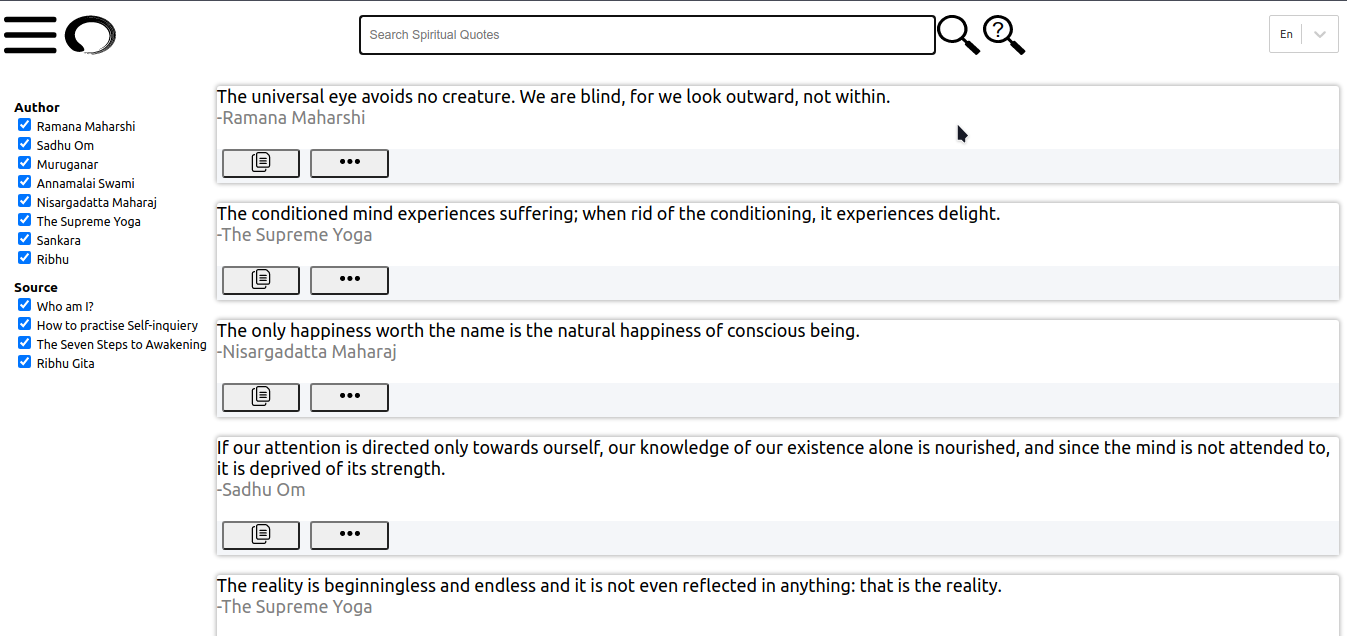 Search Spiritual Quotes
?
En
Author
Ramana Maharshi
Sadhu Om
Muruganar
Annamalai Swami
Nisargadatta Maharaj
The Supreme Yoga
Sankara
Ribhu
Source
Who am I?
How to practise Self-inquiery
The Seven Steps to Awakening
Ribhu Gita
The universal eye avoids no creature. We are blind, for we look outward, not within.
-Ramana Maharshi
The conditioned mind experiences suffering; when rid of the conditioning, it experiences delight.
-The Supreme Yoga
The only happiness worth the name is the natural happiness of conscious being.
-Nisargadatta Maharaj
If our attention is directed only towards ourself, our knowledge of our existence alone is nourished, and since the mind is not attended to,
it is deprived of its strength.
-Sadhu Om
The reality is beginningless and endless and it is not even reflected in anything: that is the reality.
-The Supreme Yoga